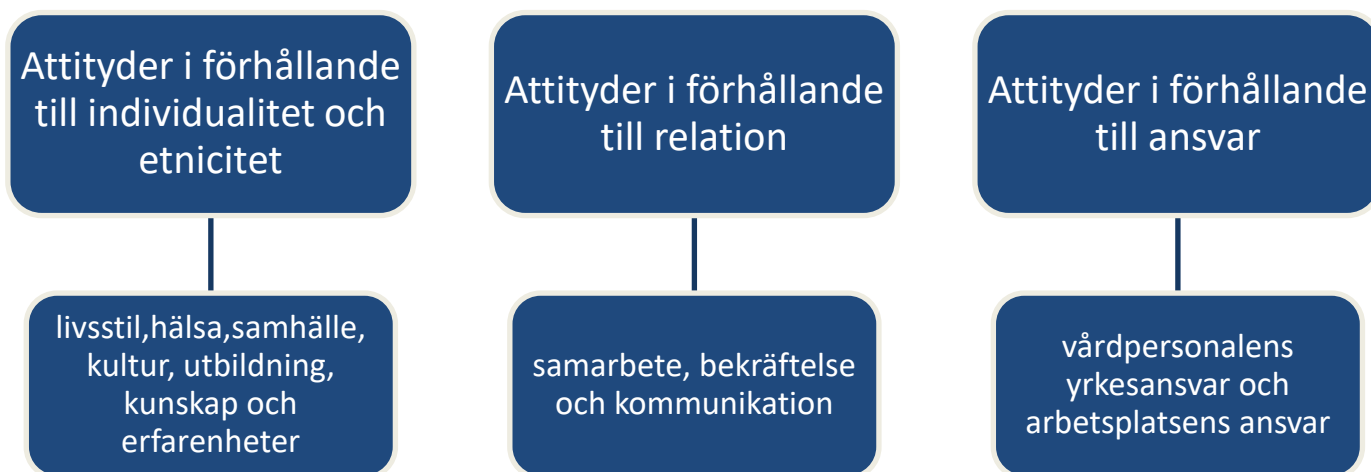 Attityder i förhållande
till individualitet och
etnicitet
livsstil,hälsa,samhälle,
kultur, utbildning,
kunskap och
erfarenheter
Attityder i förhållande
till relation
samarbete, bekräftelse
och kommunikation
Attityder i förhållande
till ansvar
vårdpersonalens
yrkesansvar och
arbetsplatsens ansvar